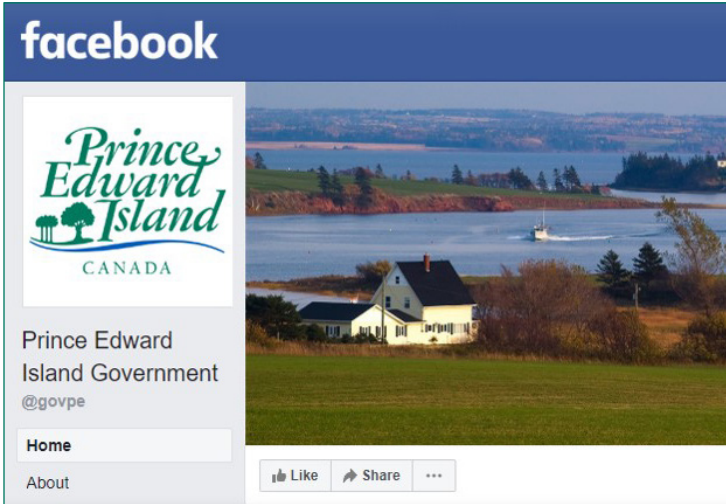 facebook
Prince
Edward
Island
CANADA
Prince Edward
Island Government
@govpe
Home
About
Like
Share